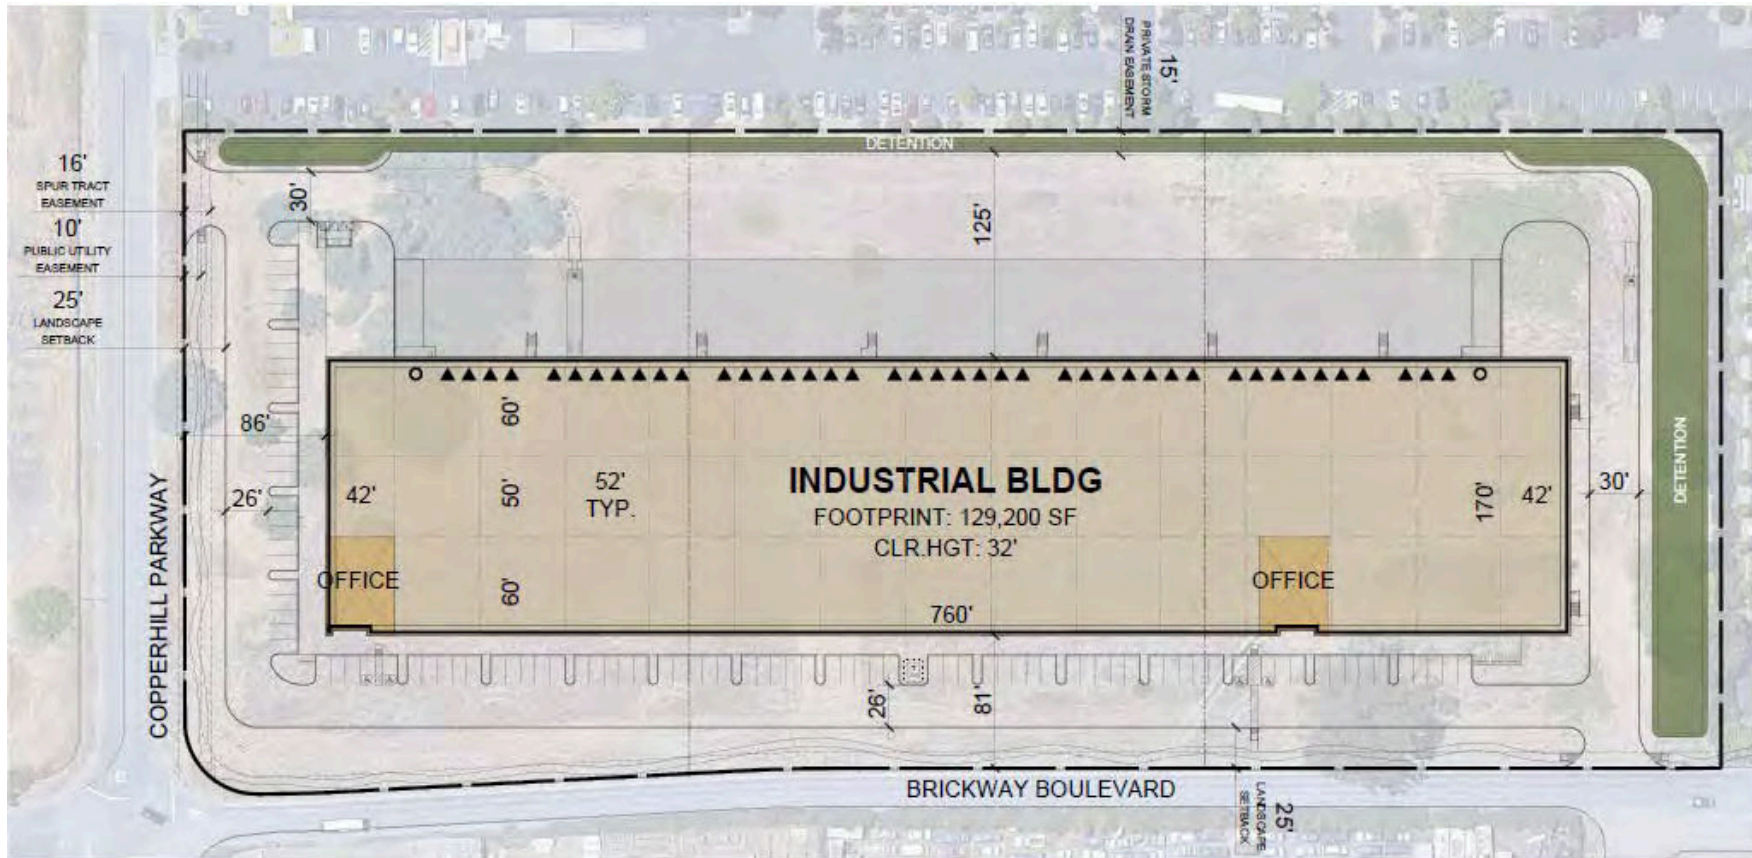 15'
PRIVATE STORM
DRAIN EASEMENT
DETENTION
16'
SPUR TRACT
EASEMENT
10'
PUBLIC UTILITY
EASEMENT
25'
LANDSCAPE
SETBACK
30'
125'
86'
26'
42'
60'
50'
60'
52'
TYP.
INDUSTRIAL BLDG
FOOTPRINT: 129,200 SF
CLR.HGT: 32'
170'
42'
30'
DETENTION
OFFICE
OFFICE
760'
COPPERHILL PARKWAY
26'
81'
BRICKWAY BOULEVARD
25'
LANDSCAPE
SETBACK